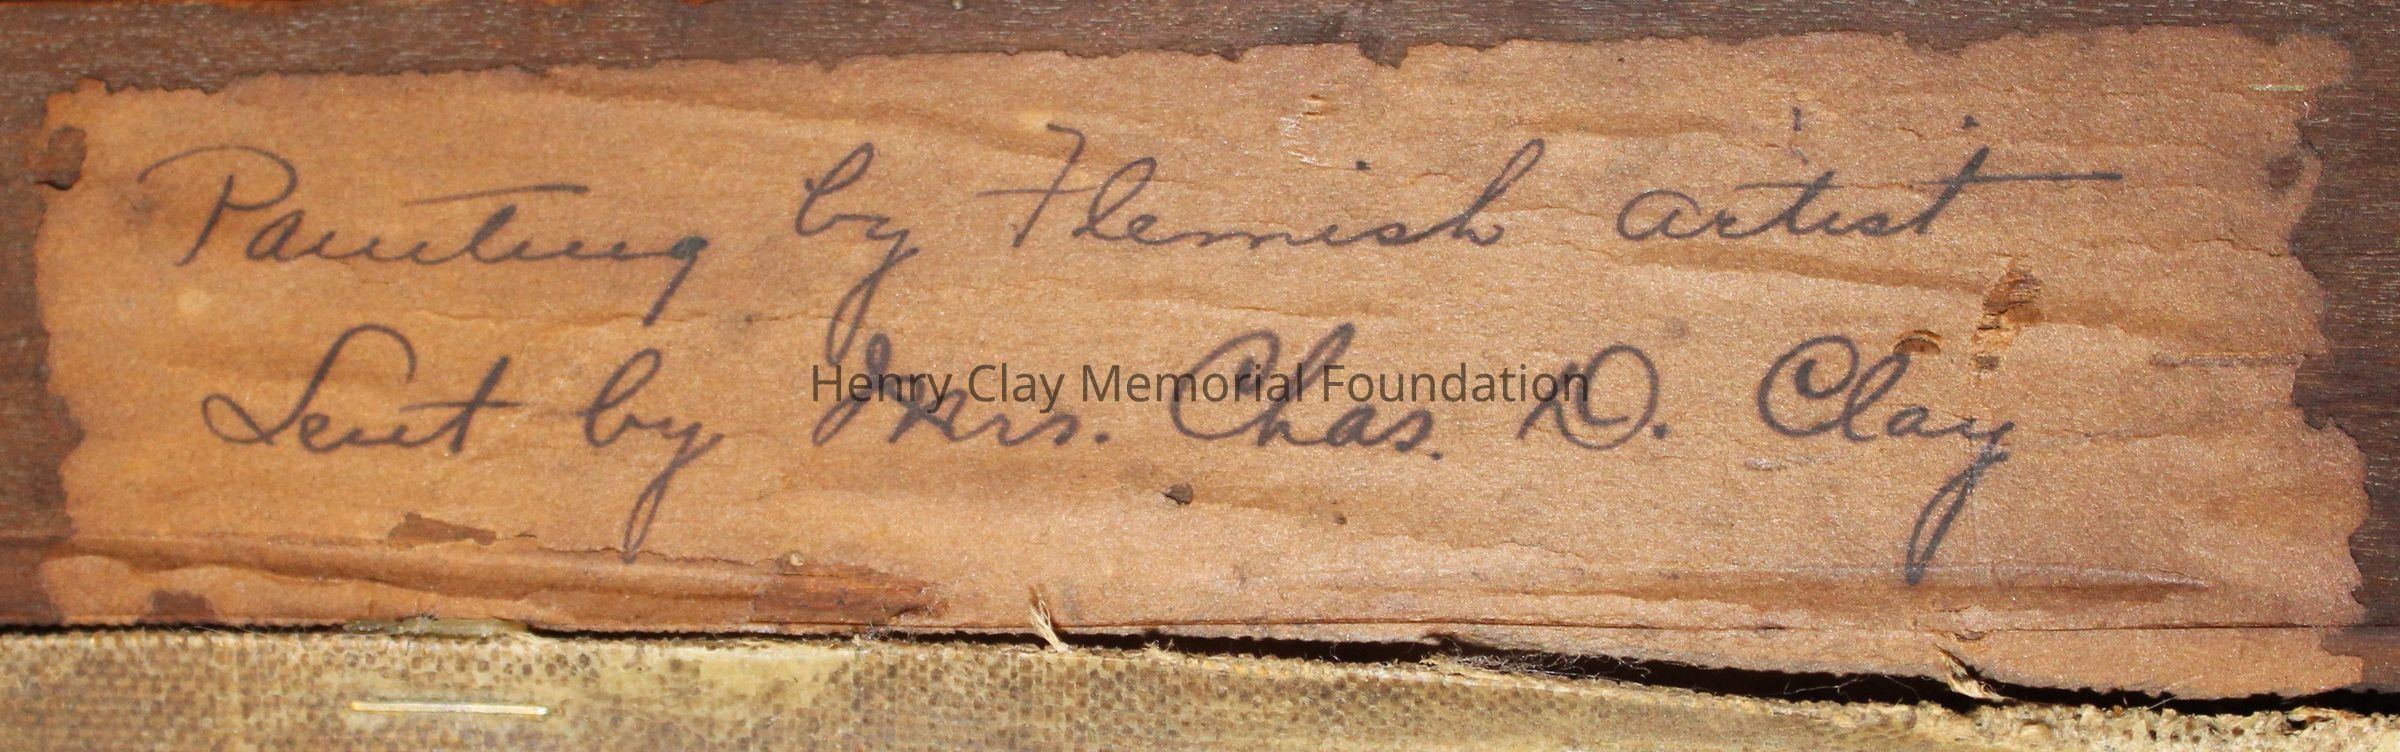 Painting by Flemish artist
Sent by Mrs. Chas. D. Clay
Henry Clay Memorial Foundation